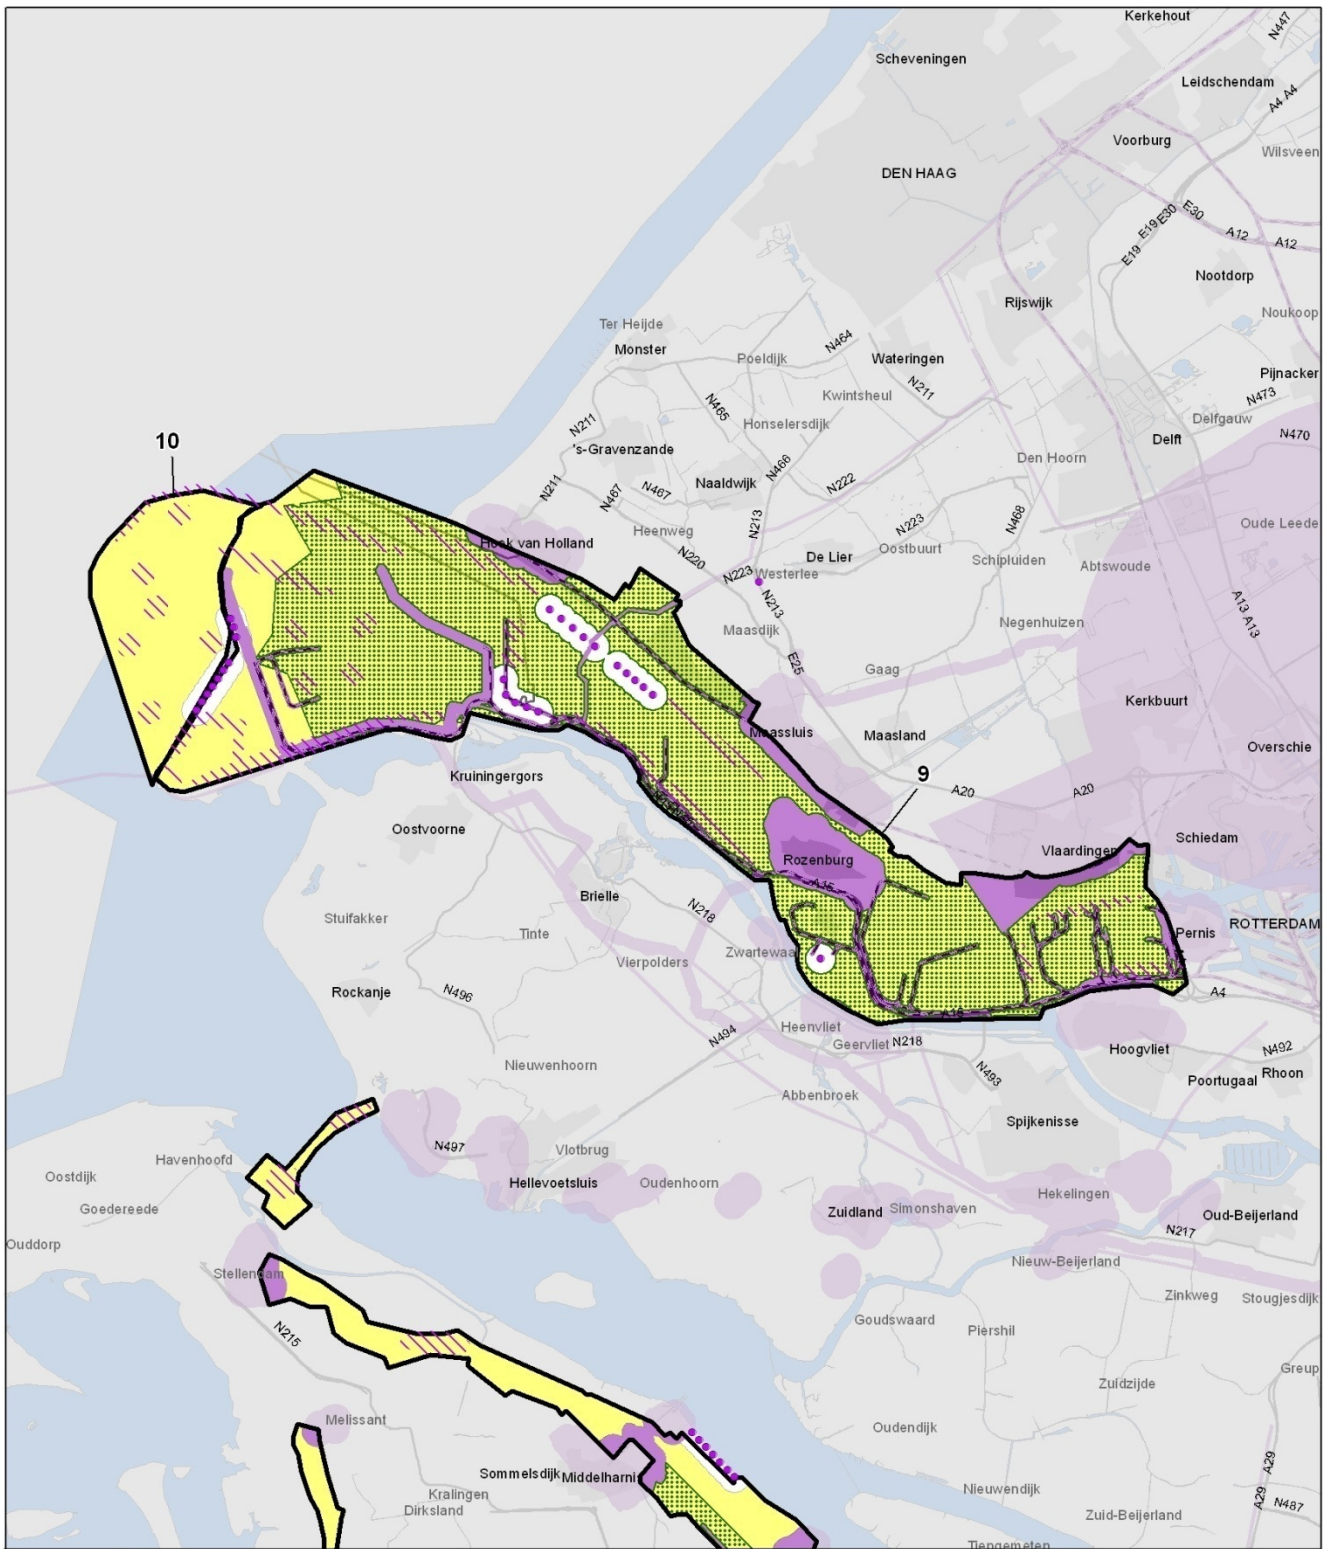 Kerkehout
N447
Scheveningen
Leidschendam
A4 A4
Voorburg
Wilsveen
DEN HAAG
E19
E30
E30
A12
A12
E19
Nootdorp
Rijswijk
Noukoop
Ter Heijde
Monster
Poeldijk
N464
Wateringen
Pijnacker
N211
N465
Kwintsheul
N473
N211
Honselersdijk
Delfgauw
Delft
N470
's-Gravenzande
Den Hoorn
10
N466
Naaldwijk
N222
N211
N467
N467
N213
N223
N468
Oude Leede
Heenweg
Hoek van Holland
N220
De Lier
Oostbuurt
Schipluiden
Abtswoude
N223
Westerlee
N213
A13 A13
Maasdijk
Negenhuizen
E25
Gaag
Kerkbuurt
Maassluis
Maasland
Overschie
Kruiningergors
9
A20
A20
Oostvoorne
Schiedam
Vlaardingen
Rozenburg
A15
Brielle
N218
Stuifakker
Tinte
Pernis
ROTTERDAM
Zwartewaal
Vierpolders
Rockanje
N496
A4
A15
Heenvliet
N494
Geervliet
N218
Hoogvliet
N492
Nieuwenhoorn
N493
Poortugaal
Rhoon
Abbenbroek
Spijkenisse
N497
Vlotbrug
Havenhoofd
Oostdijk
Hellevoetsluis
Oudenhoorn
Hekelingen
Goedereede
Zuidland
Simonshaven
Oud-Beijerland
N217
Ouddorp
Nieuw-Beijerland
Stellendam
Zinkweg
Stougjesdijk
Goudswaard
Piershil
N215
Greup
Zuidzijde
Melissant
Oudendijk
A29
Sommelsdijk
Middelharni
Kralingen
Nieuwendijk
A29
N487
Dirksland
Zuid-Beijerland
Tiengemeten